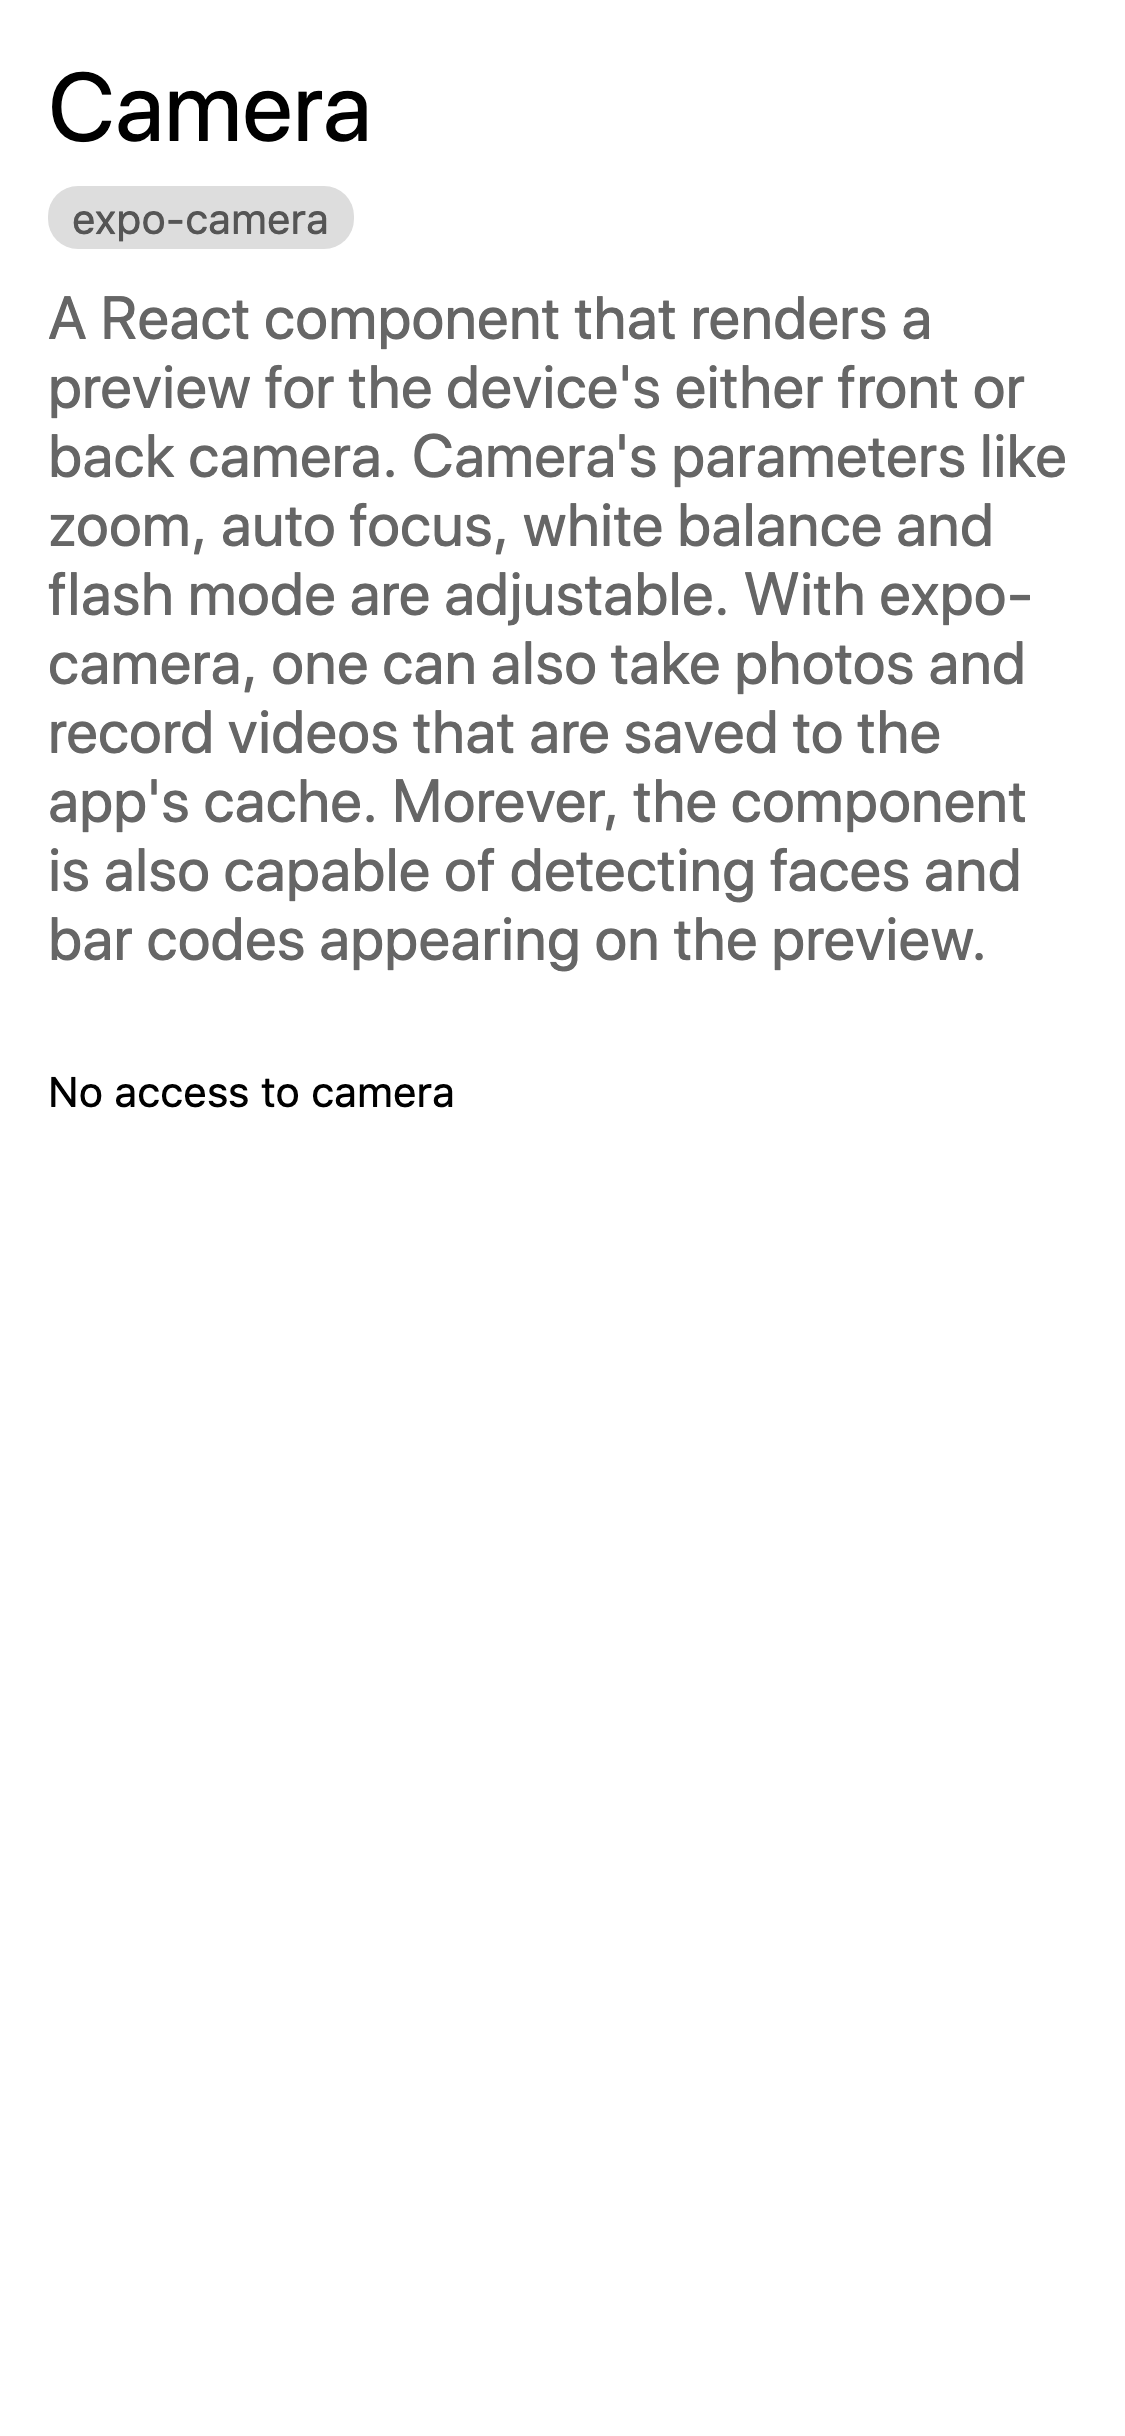 Camera
expo-camera
A React component that renders a
preview for the device's either front or
back camera. Camera's parameters like
zoom, auto focus, white balance and
flash mode are adjustable. With expo-
camera, one can also take photos and
record videos that are saved to the
app's cache. Morever, the component
is also capable of detecting faces and
bar codes appearing on the preview.
No access to camera